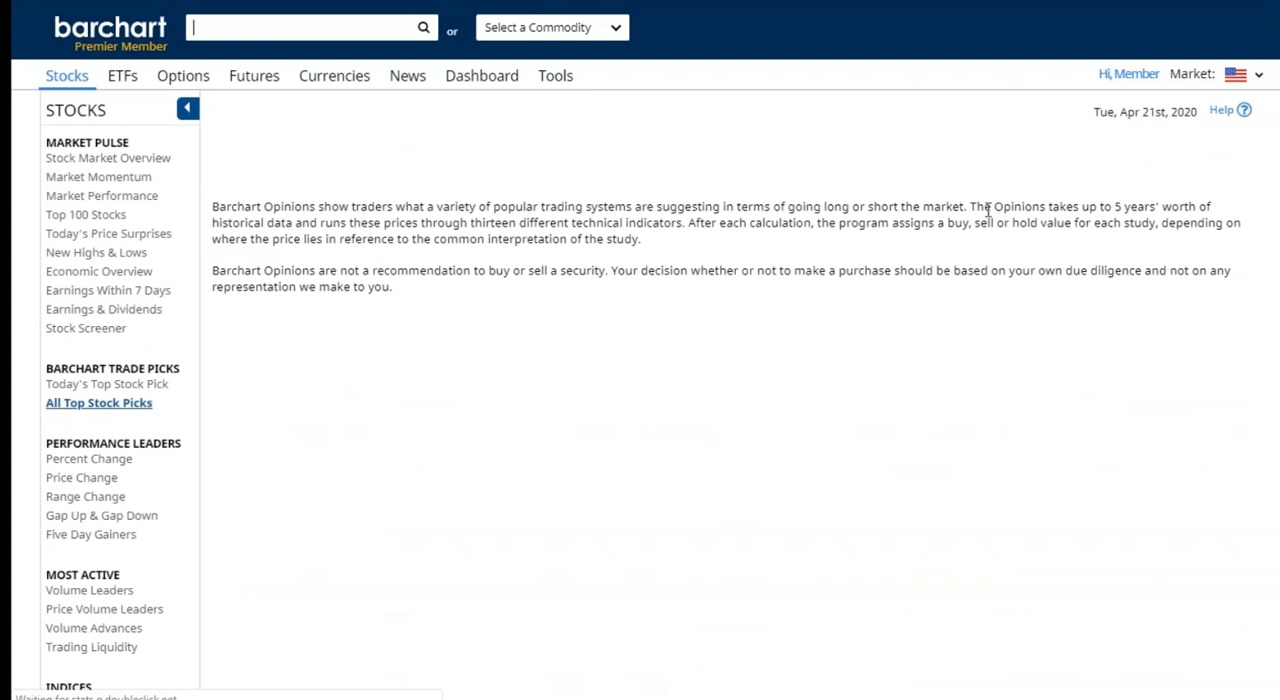 barchart
Premier Member
or
Select a Commodity
Stocks ETFs Options Futures Currencies News Dashboard Tools
Hi, Member Market:
STOCKS
Tue, Apr 21st, 2020 Help ?
MARKET PULSE
Stock Market Overview
Market Momentum
Market Performance
Top 100 Stocks
Today's Price Surprises
New Highs & Lows
Economic Overview
Earnings Within 7 Days
Earnings & Dividends
Stock Screener
BARCHART TRADE PICKS
Today's Top Stock Pick
All Top Stock Picks
PERFORMANCE LEADERS
Percent Change
Price Change
Range Change
Gap Up & Gap Down
Five Day Gainers
MOST ACTIVE
Volume Leaders
Price Volume Leaders
Volume Advances
Trading Liquidity
INDICES
Barchart Opinions show traders what a variety of popular trading systems are suggesting in terms of going long or short the market. The Opinions takes up to 5 years' worth of
historical data and runs these prices through thirteen different technical indicators. After each calculation, the program assigns a buy, sell or hold value for each study, depending on
where the price lies in reference to the common interpretation of the study.
Barchart Opinions are not a recommendation to buy or sell a security. Your decision whether or not to make a purchase should be based on your own due diligence and not on any
representation we make to you.
Waiting for stats.g.doubleclick.net